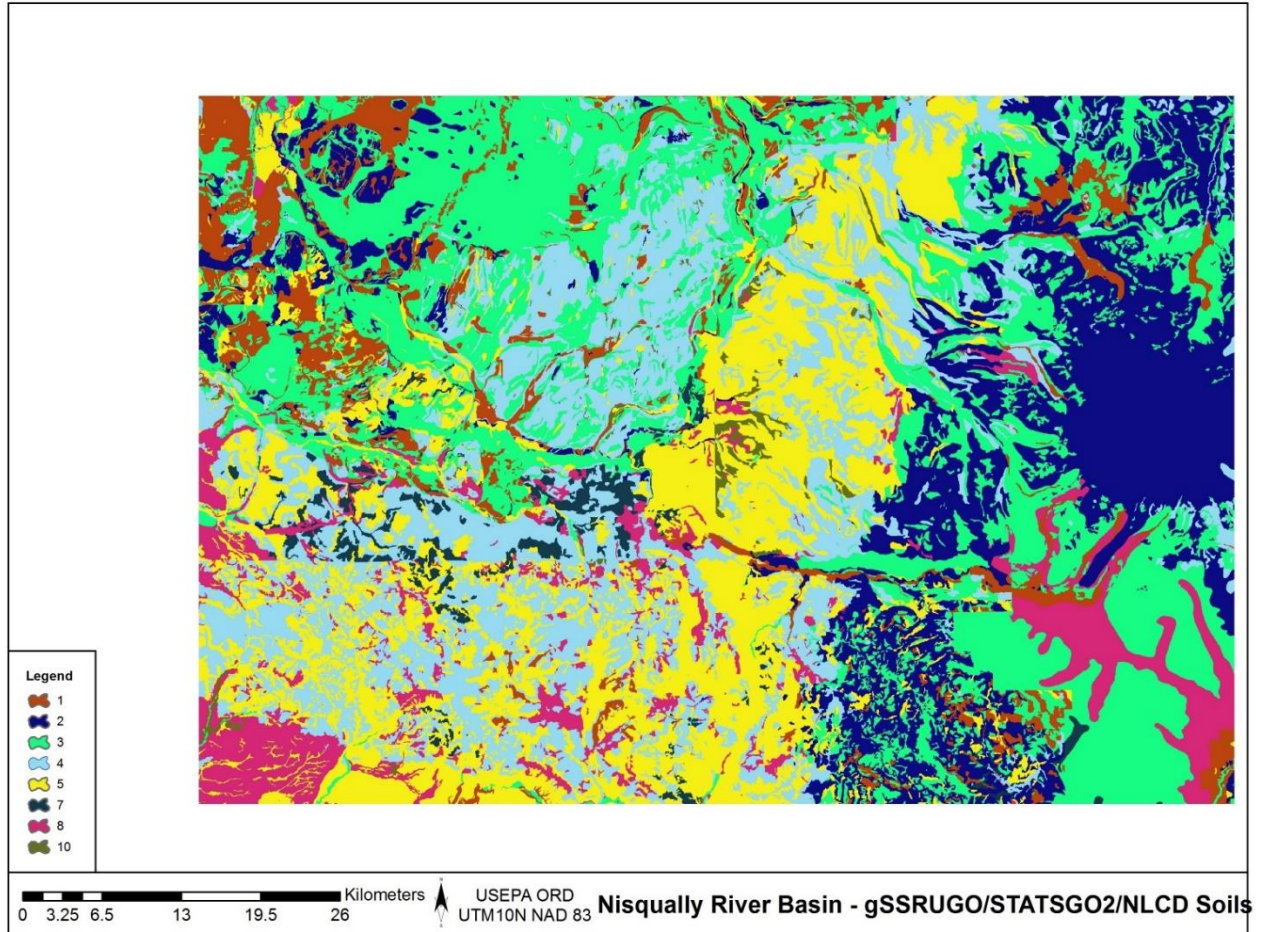 Legend
1
2
3
4
5
7
8
10
Kilometers
0 3.25 6.5 13 19.5 26
N
USEPA ORD
UTM10N NAD 83
Nisqually River Basin - gSSRUGO/STATSGO2/NLCD Soils